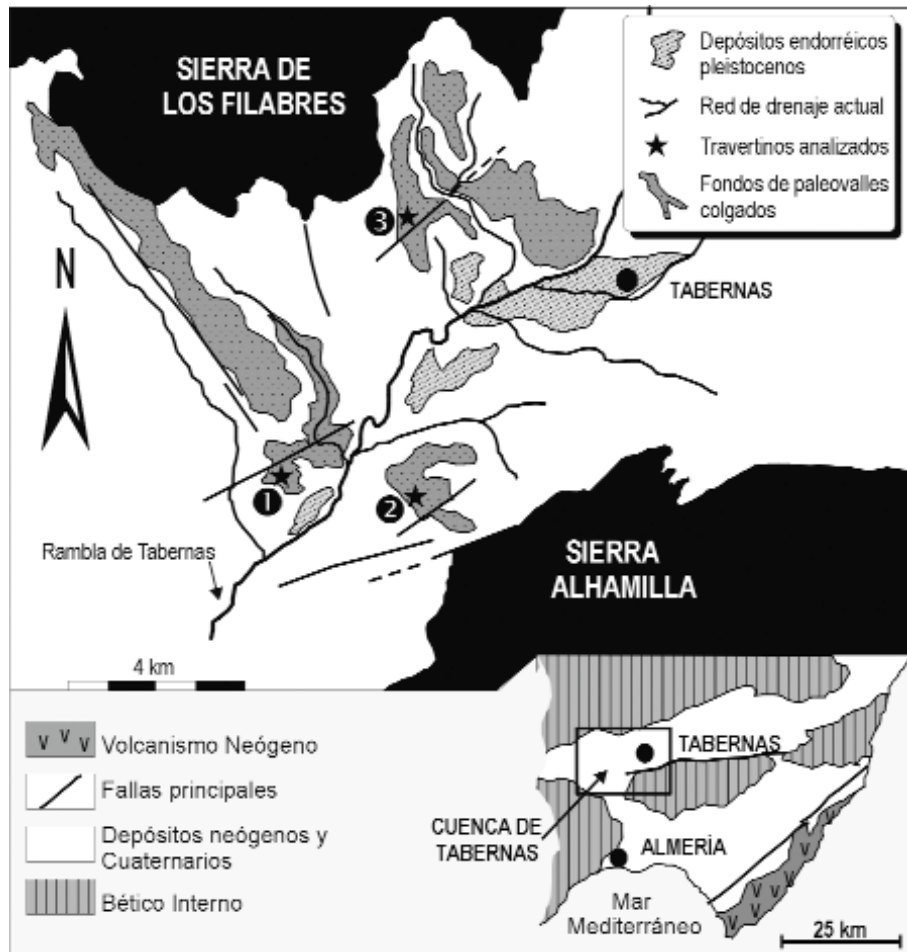 SIERRA DE
LOS FILABRES
Depósitos endorréicos
pleistocenos
Red de drenaje actual
Travertinos analizados
Fondos de paleovalles
colgados
3
N
TABERNAS
1
2
Rambla de Tabernas
SIERRA
ALHAMILLA
4 km
V V V
Volcanismo Neógeno
Fallas principales
Depósitos neógenos y
Cuaternarios
Bético Interno
TABERNAS
CUENCA DE
TABERNAS
ALMERÍA
Mar
Mediterráneo
V
V
V
V V
V
25 km